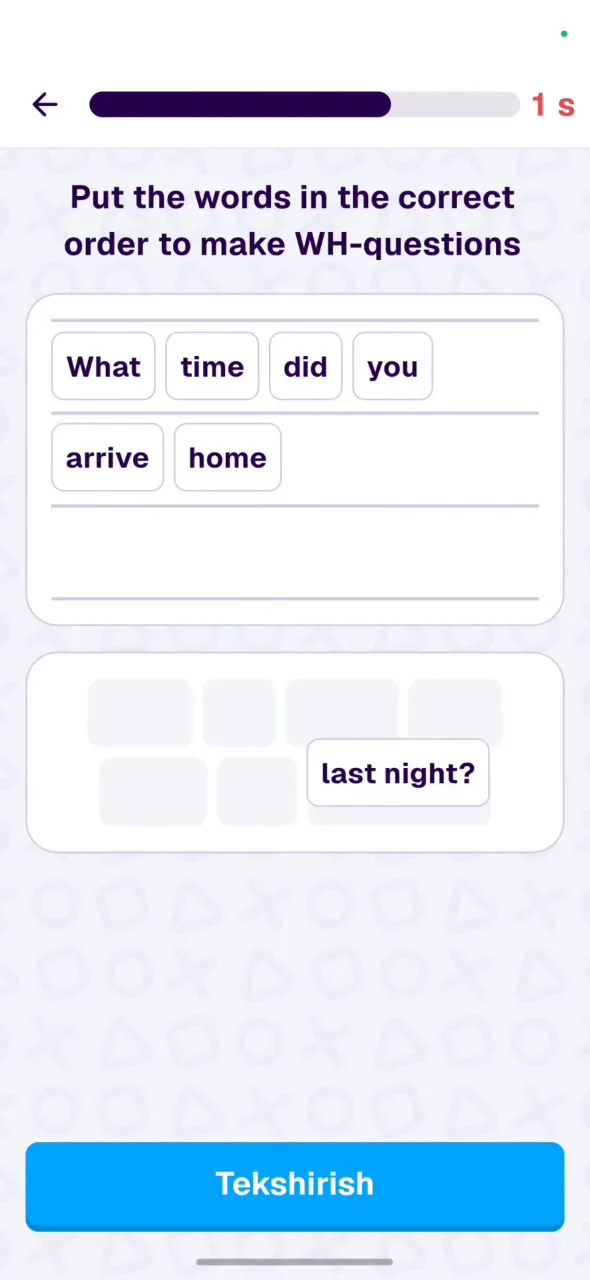 1 s
Put the words in the correct
order to make WH-questions
What time did you
arrive home
last night?
Tekshirish